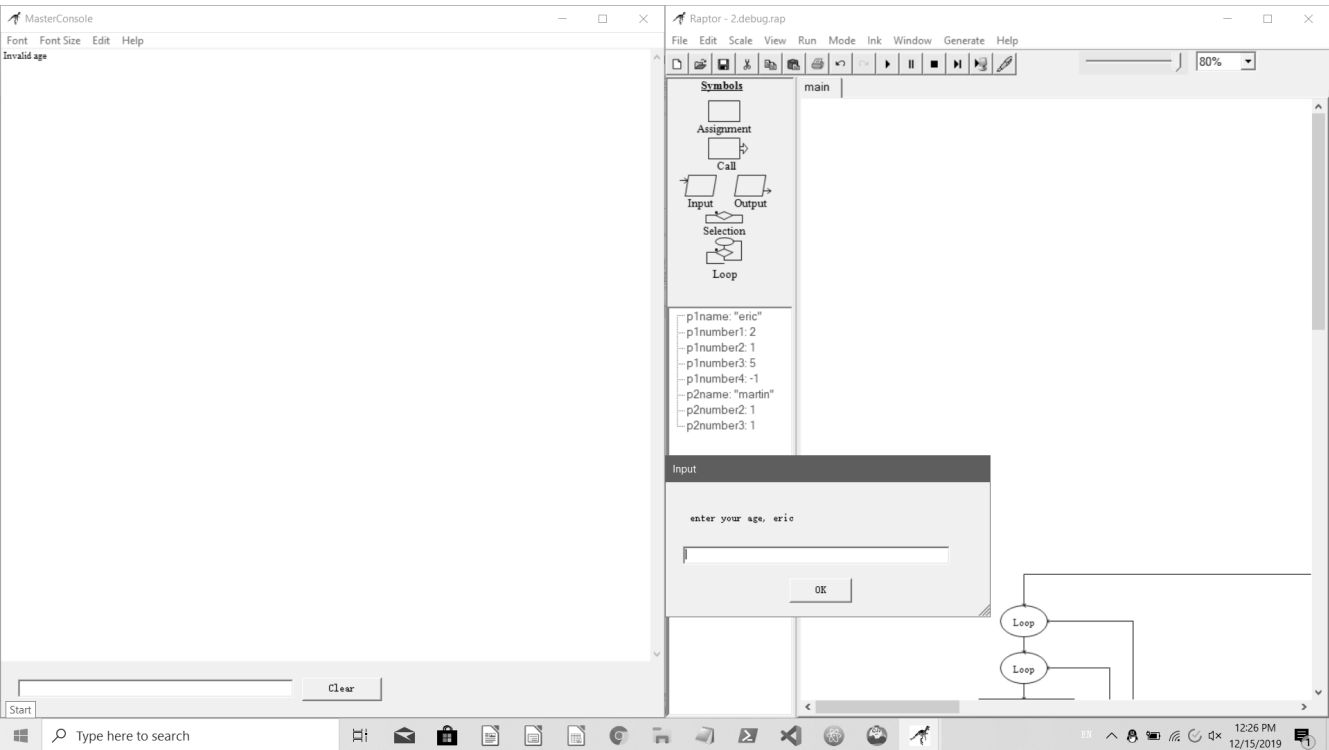 MasterConsole
Font Font Size Edit Help
Invalid age
Clear
Start
Raptor - 2.debug.rap
File Edit Scale View Run Mode Ink Window Generate Help
80%
Symbols
Assignment
Call
Input Output
Selection
Loop
main
p1name: "eric"
p1number1: 2
p1number2: 1
p1number3: 5
p1number4: -1
p2name: "martin"
p2number2: 1
p2number3: 1
Input
enter your age, eric
OK
Loop
Loop
Type here to search
12:26 PM
12/15/2019
1